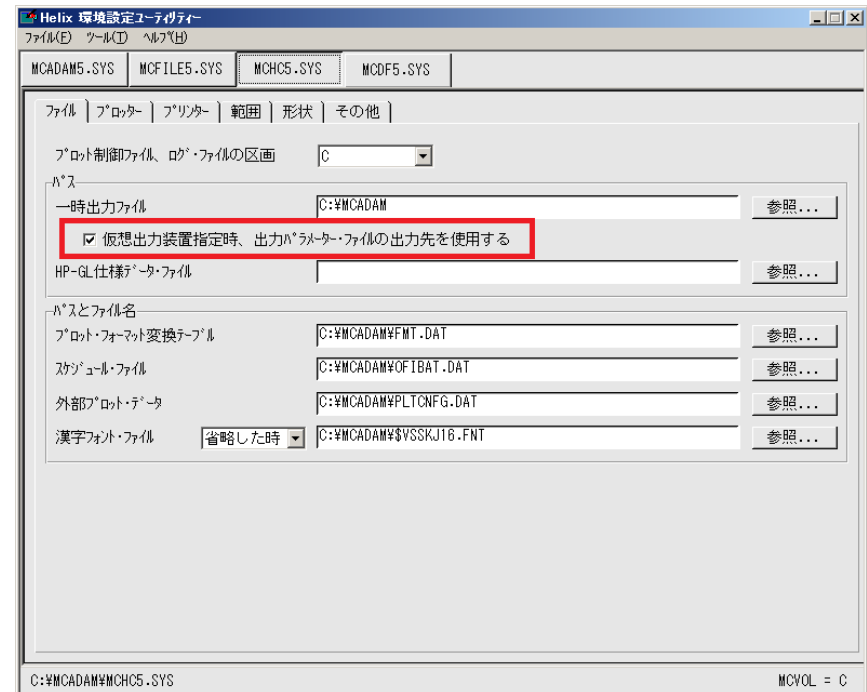 Helix 環境設定ユーティリティー
ファイル(F) ツール(T) ヘルプ(H)
MCADAM5.SYS MCFILE5.SYS MCHC5.SYS MCDF5.SYS
ファイル プロッター プリンター 範囲 形状 その他
プロット制御ファイル、ログ・ファイルの区画 C
パス
一時出力ファイル C:¥MCADAM 参照...
仮想出力装置指定時、出力パラメーター・ファイルの出力先を使用する
HP-GL仕様データ・ファイル 参照...
パスとファイル名
プロット・フォーマット変換テーブル C:¥MCADAM¥FMT.DAT 参照...
スケジュール・ファイル C:¥MCADAM¥OFIBAT.DAT 参照...
外部プロット・データ C:¥MCADAM¥PLTCNFG.DAT 参照...
漢字フォント・ファイル 省略した時 C:¥MCADAM¥$VSSKJ16.FNT 参照...
C:¥MCADAM¥MCHC5.SYS MCVOL = C